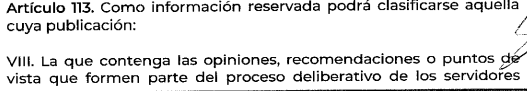 Artículo 113. Como información reservada podrá clasificarse aquella
cuya publicación:
VIII. La que contenga las opiniones, recomendaciones o puntos de
vista que formen parte del proceso deliberativo de los servidores